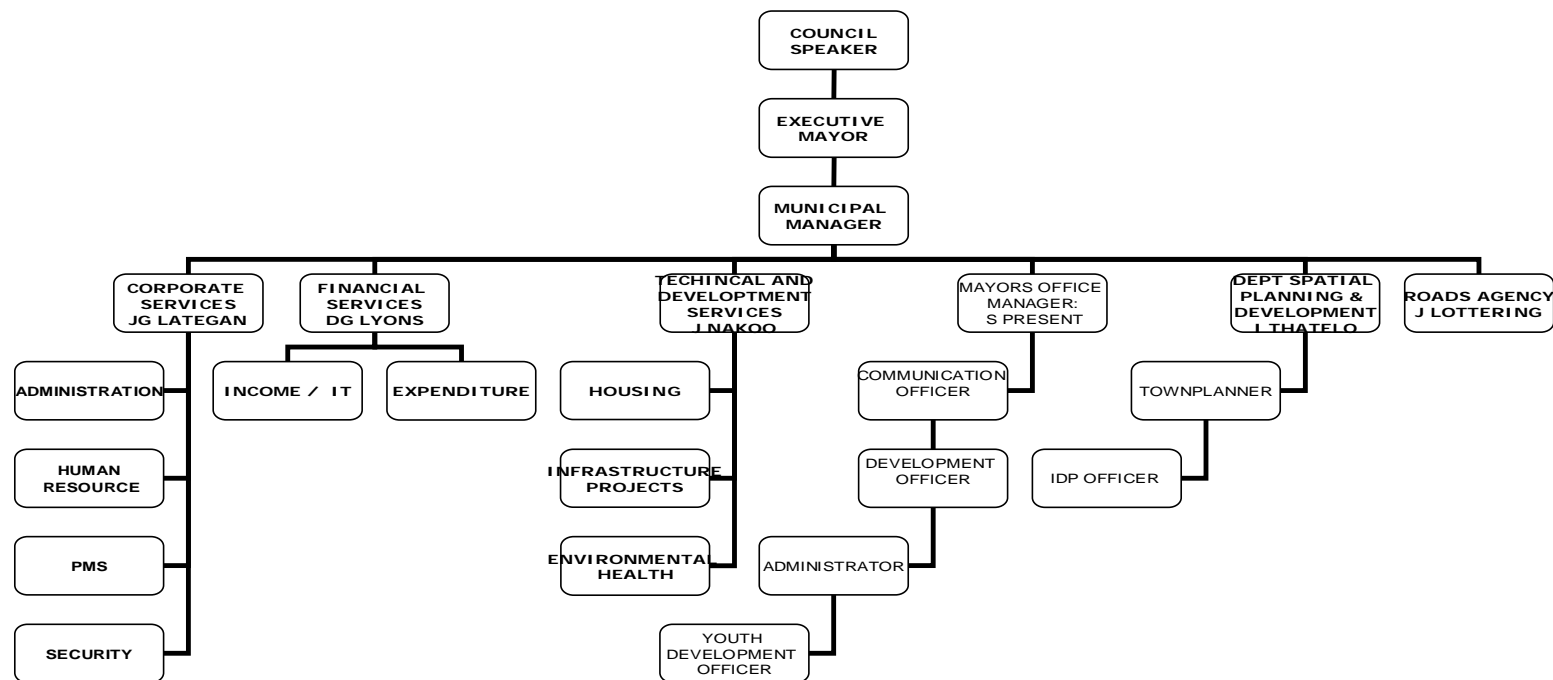 COUNCIL
SPEAKER
EXECUTIVE
MAYOR
MUNICIPAL
MANAGER
CORPORATE
SERVICES
JG LATEGAN
FINANCIAL
SERVICES
DG LYONS
TECHINCAL AND
DEVELOPTMENT
SERVICES
J NAKOO
MAYORS OFFICE
MANAGER:
S PRESENT
DEPT SPATIAL
PLANNING &
DEVELOPMENT
I THATELO
ROADS AGENCY
J LOTTERING
ADMINISTRATION
INCOME / IT
EXPENDITURE
HOUSING
COMMUNICATION
OFFICER
TOWNPLANNER
HUMAN
RESOURCE
INFRASTRUCTURE
PROJECTS
DEVELOPMENT
OFFICER
IDP OFFICER
PMS
ENVIRONMENTAL
HEALTH
ADMINISTRATOR
SECURITY
YOUTH
DEVELOPMENT
OFFICER